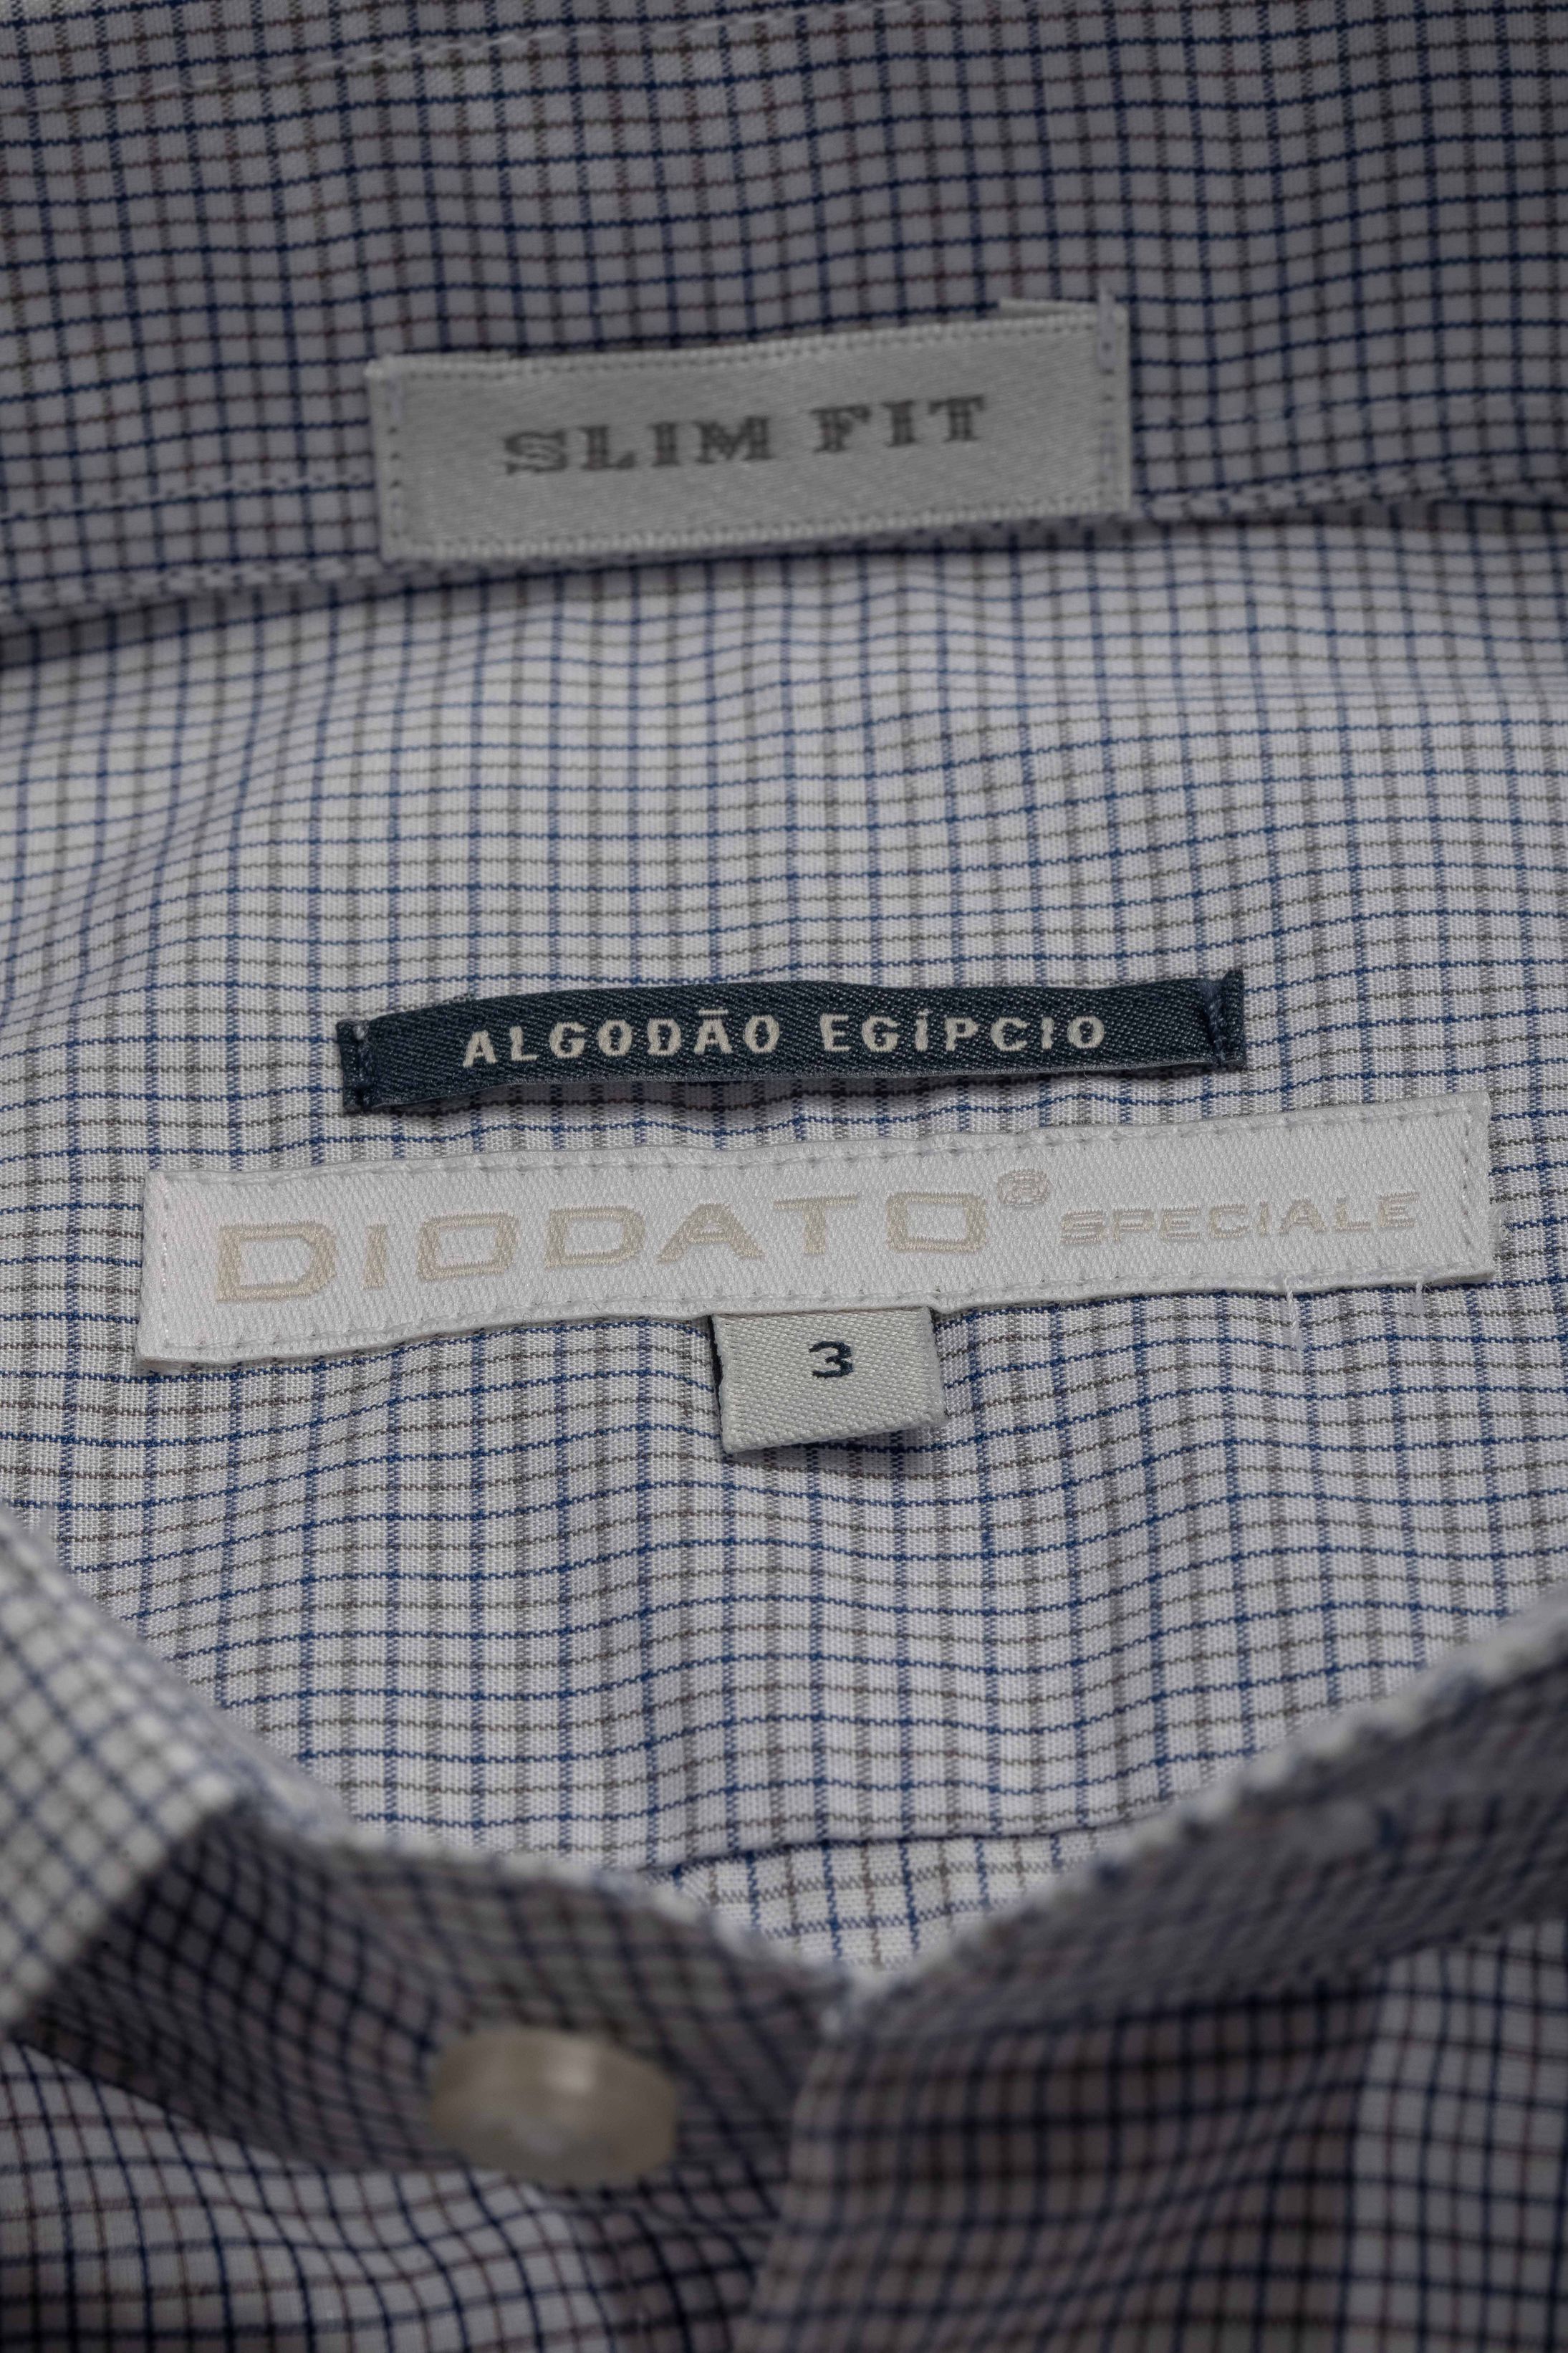 SLIM FIT
ALGODÃO EGÍPCIO
DIODATO® SPECIALE
3